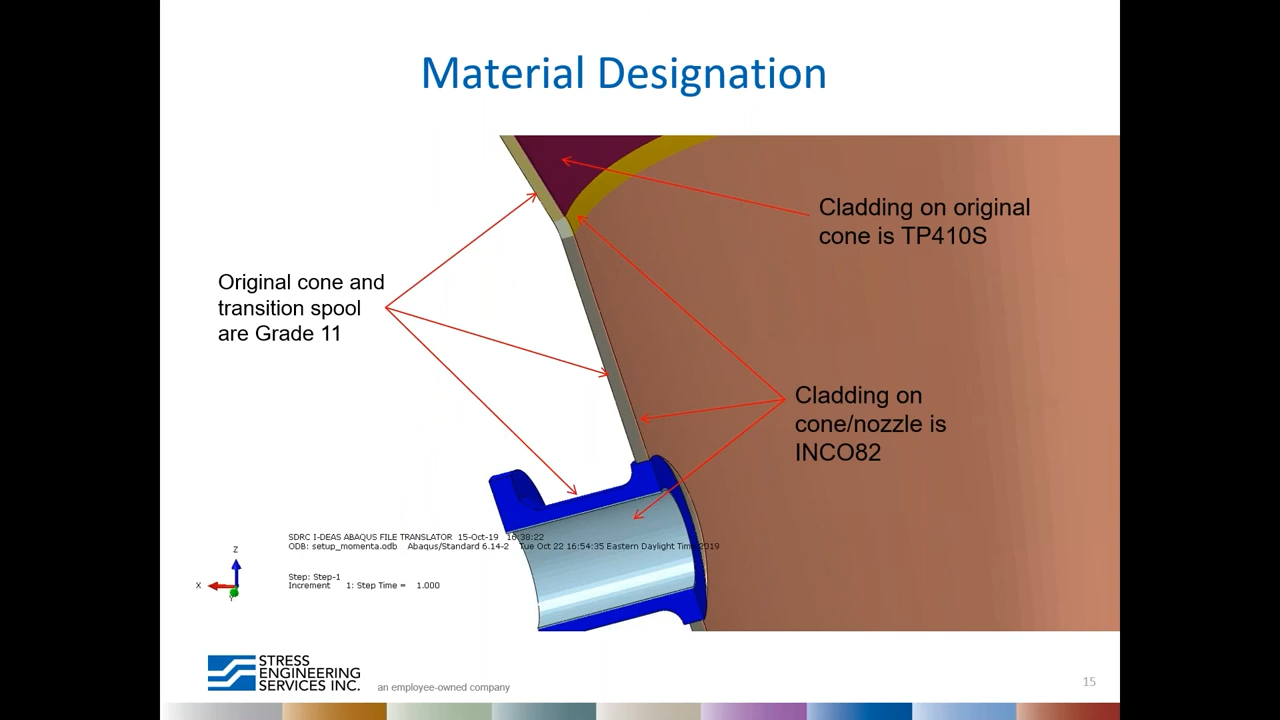 Material Designation
Cladding on original
cone is TP410S
Original cone and
transition spool
are Grade 11
Cladding on
cone/nozzle is
INCO82
SDRC I-DEAS ABAQUS FILE TRANSLATOR 15-Oct-19 16:38:22
ODB: setup_momenta.odb Abaqus/Standard 6.14-2 Tue Oct 22 16:54:35 Eastern Daylight Time 2019
Z
X
Y
Step: Step-1
Increment 1: Step Time = 1.000
STRESS
ENGINEERING
SERVICES INC.
an employee-owned company
15